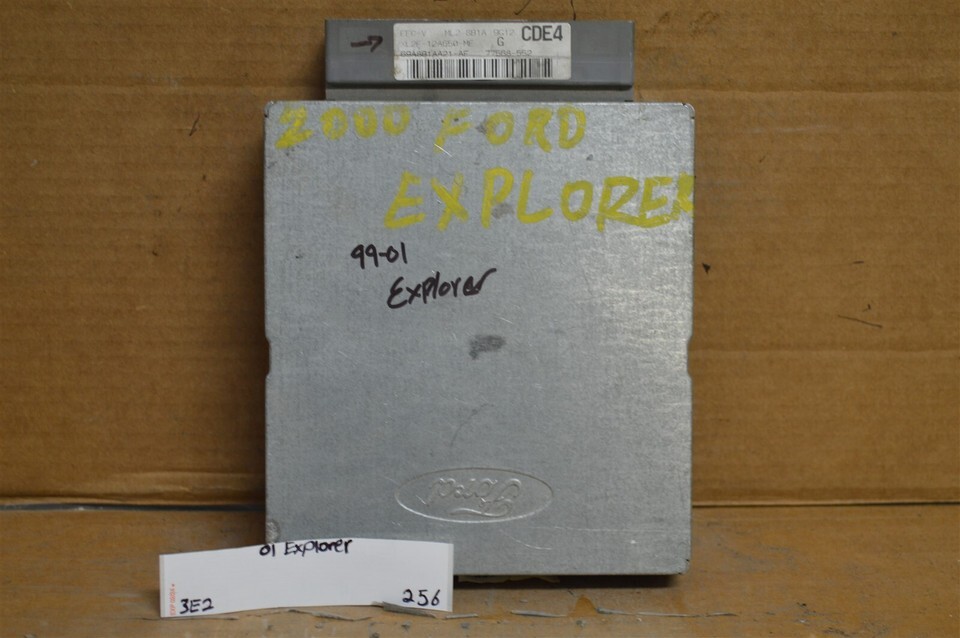 CDE4
G
2000 FORD
EXPLORER
99-01
Explorer
Ford
01 Explorer
3E2 256